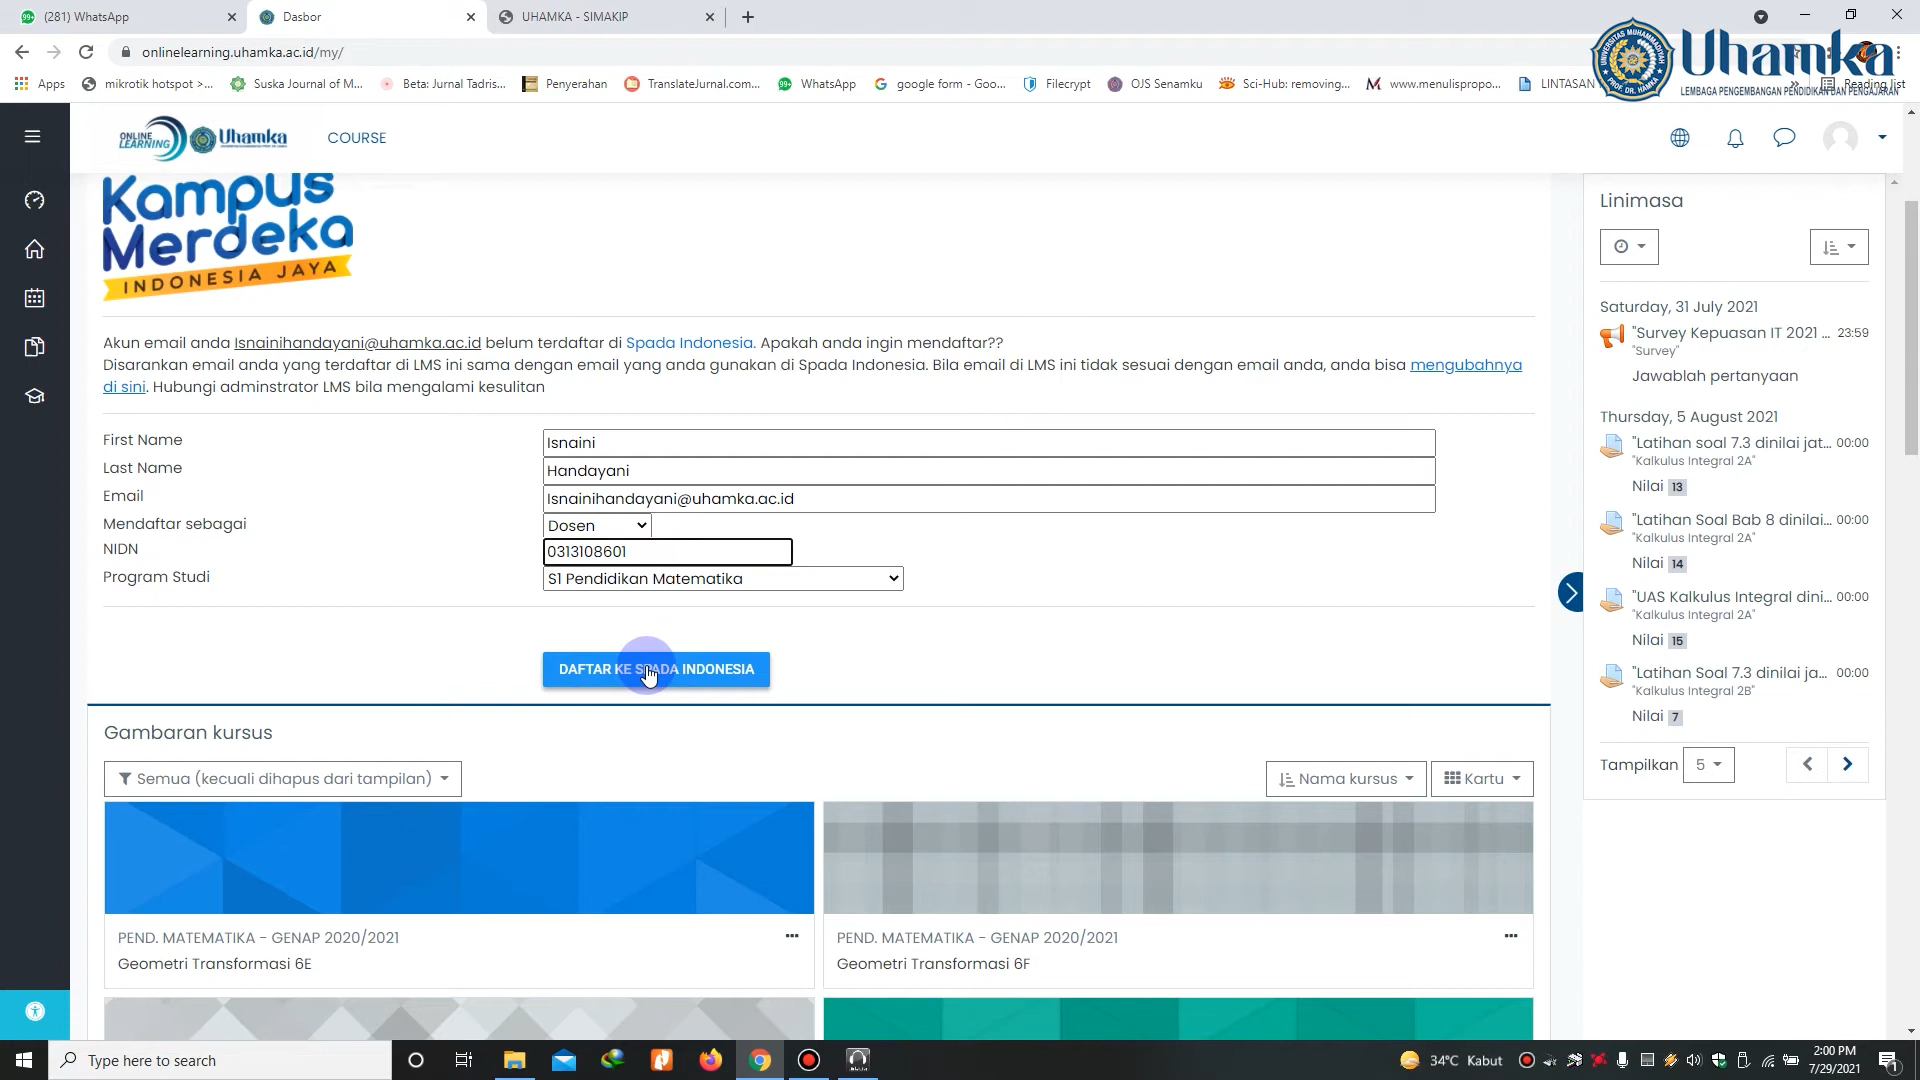 (281) WhatsApp
Dasbor
UHAMKA - SIMAKIP
onlinelearning.uhamka.ac.id/my/
Uhamka
LEMBAGA PENGEMBANGAN PENDIDIKAN DAN PENGAJARAN
UNIVERSITAS MUHAMMADIYAH
PROF. DR. HAMKA
Apps
mikrotik hotspot >...
Suska Journal of M...
Beta: Jurnal Tadris...
Penyerahan
TranslateJurnal.com...
WhatsApp
google form - Goo...
Filecrypt
OJS Senamku
Sci-Hub: removing...
www.menulispropo...
LINTASAN
Reading list
ONLINE LEARNING
Uhamka
COURSE
Kampus
Merdeka
INDONESIA JAYA
Akun email anda Isnainihandayani@uhamka.ac.id belum terdaftar di Spada Indonesia. Apakah anda ingin mendaftar??
Disarankan email anda yang terdaftar di LMS ini sama dengan email yang anda gunakan di Spada Indonesia. Bila email di LMS ini tidak sesuai dengan email anda, anda bisa mengubahnya
di sini. Hubungi adminstrator LMS bila mengalami kesulitan
First Name
Isnaini
Last Name
Handayani
Email
Isnainihandayani@uhamka.ac.id
Mendaftar sebagai
Dosen
NIDN
0313108601
Program Studi
S1 Pendidikan Matematika
DAFTAR KE SPADA INDONESIA
Gambaran kursus
Semua (kecuali dihapus dari tampilan)
Nama kursus
Kartu
PEND. MATEMATIKA - GENAP 2020/2021
Geometri Transformasi 6E
PEND. MATEMATIKA - GENAP 2020/2021
Geometri Transformasi 6F
Linimasa
Saturday, 31 July 2021
"Survey Kepuasan IT 2021 ... 23:59
"Survey"
Jawablah pertanyaan
Thursday, 5 August 2021
"Latihan soal 7.3 dinilai jat... 00:00
"Kalkulus Integral 2A"
Nilai 13
"Latihan Soal Bab 8 dinilai... 00:00
"Kalkulus Integral 2A"
Nilai 14
"UAS Kalkulus Integral dini... 00:00
"Kalkulus Integral 2A"
Nilai 15
"Latihan Soal 7.3 dinilai ja... 00:00
"Kalkulus Integral 2B"
Nilai 7
Tampilkan 5
Type here to search
34°C Kabut
2:00 PM
7/29/2021
1